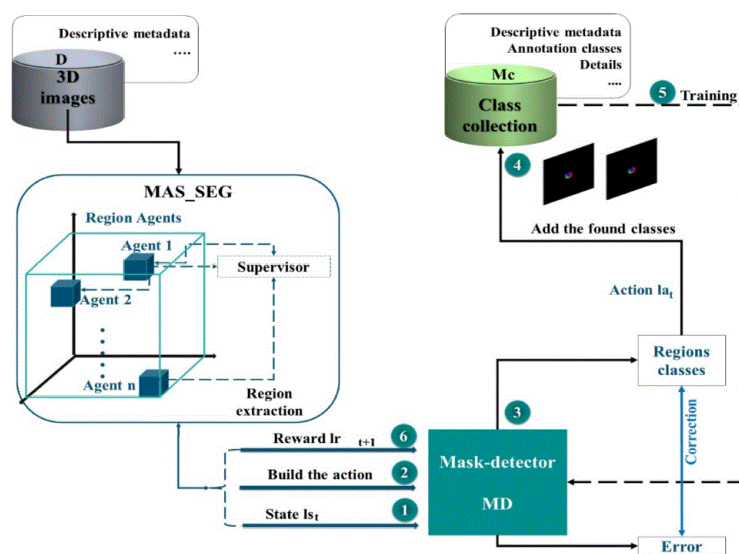 Descriptive metadata
....
D
3D
images
MAS_SEG
Region Agents
Agent 1
Supervisor
Agent 2
Agent n
Region
extraction
Descriptive metadata
Annotation classes
Details
....
Mc
Class
collection
5 Training
4
Add the found classes
Action la_t
Regions
classes
3
Correction
Reward lr t+1 6
Build the action 2
State ls_t 1
Mask-detector
MD
Error